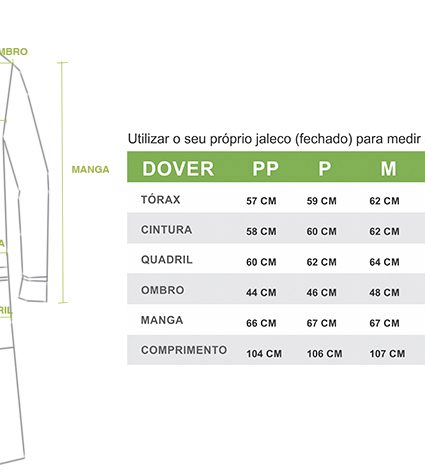 MBRO
MANGA
A
RIL
Utilizar o seu próprio jaleco (fechado) para medir
DOVER PP P M
TÓRAX 57 CM 59 CM 62 CM
CINTURA 58 CM 60 CM 62 CM
QUADRIL 60 CM 62 CM 64 CM
OMBRO 44 CM 46 CM 48 CM
MANGA 66 CM 67 CM 67 CM
COMPRIMENTO 104 CM 106 CM 107 CM